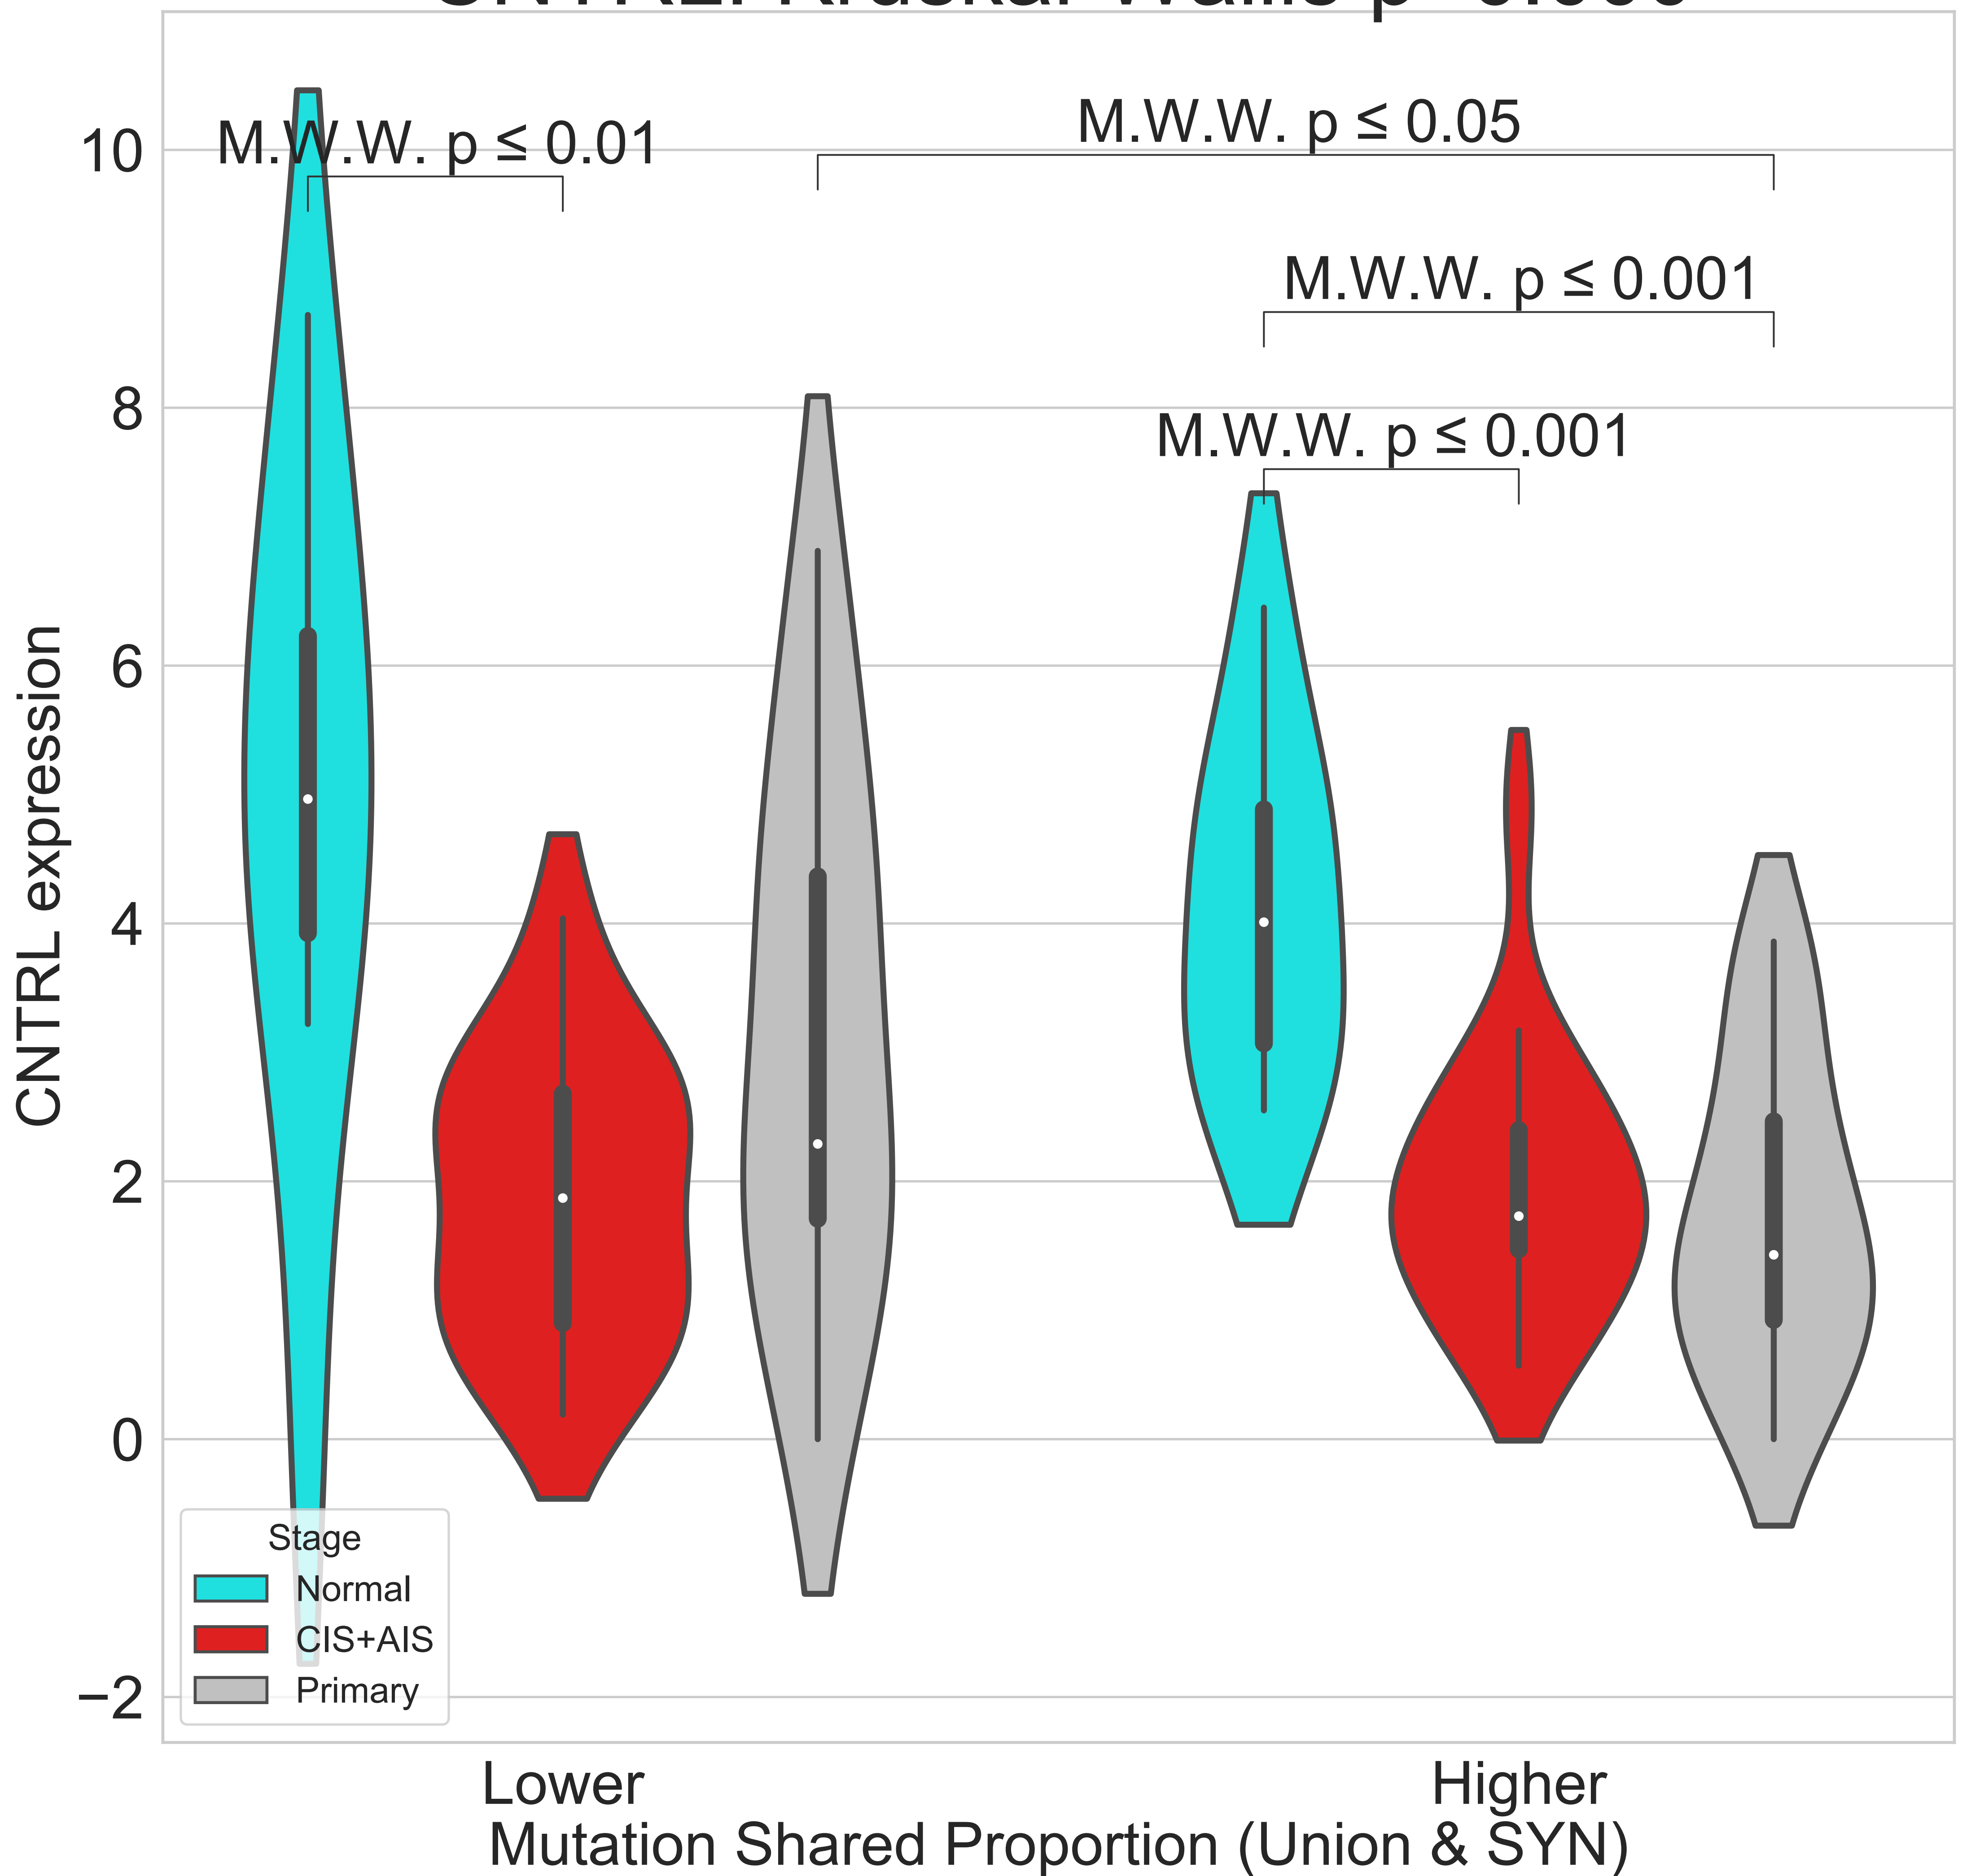 M.W.W. p ≤ 0.01
M.W.W. p ≤ 0.05
M.W.W. p ≤ 0.001
M.W.W. p ≤ 0.001
CNTRL expression
10
8
6
4
2
0
−2
Stage
Normal
CIS+AIS
Primary
Lower
Higher
Mutation Shared Proportion (Union & SYN)